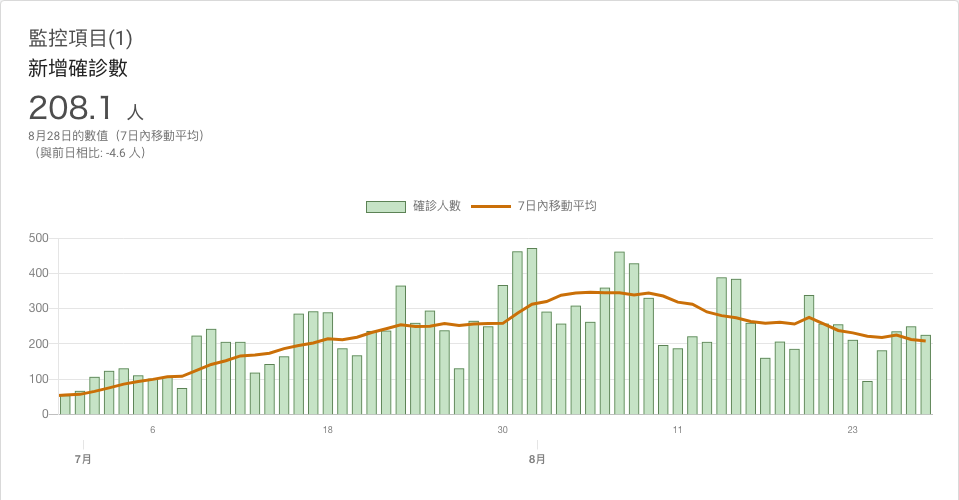 監控項目(1)
新增確診數
208.1 人
8月28日的數值（7日內移動平均）
（與前日相比: -4.6 人）
確診人數 7日內移動平均
500
400
300
200
100
0
6 18 30 11 23
7月 8月